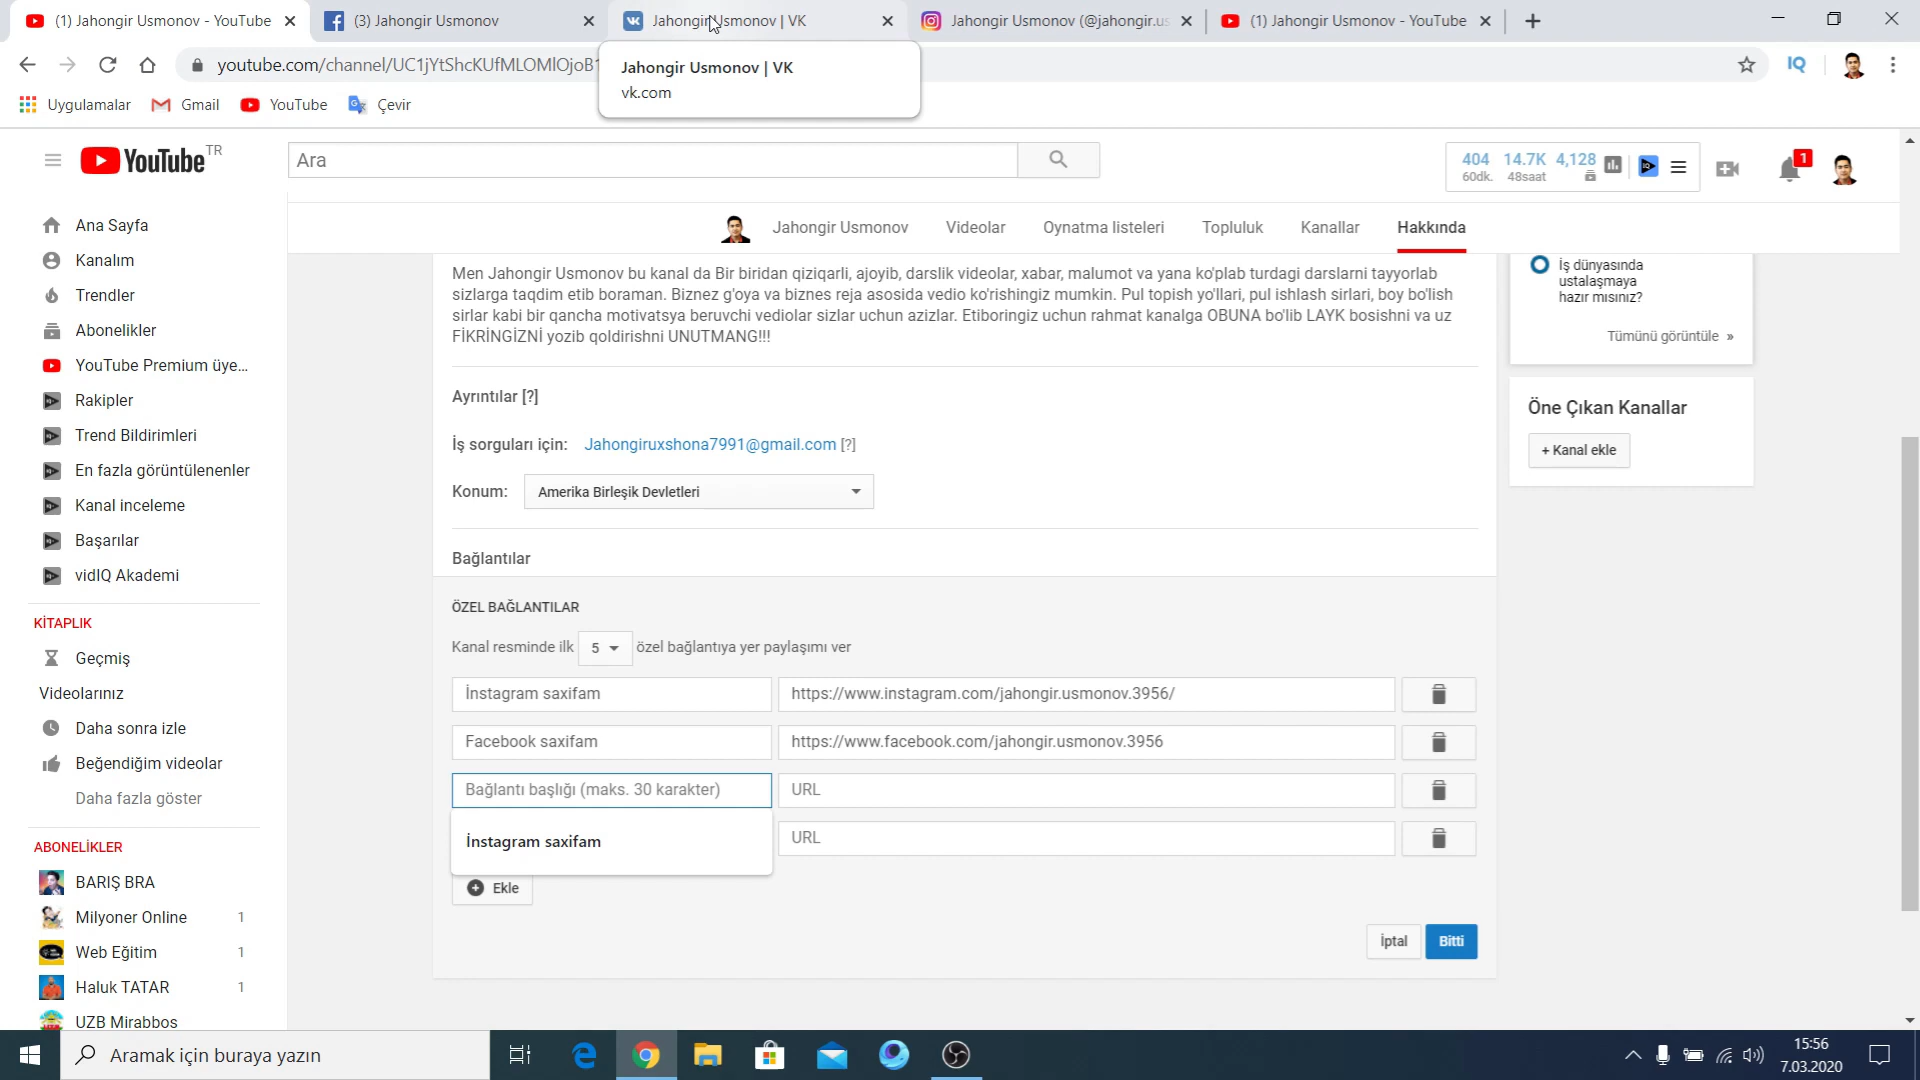 (1) Jahongir Usmonov - YouTube
(3) Jahongir Usmonov
Jahongir Usmonov | VK
Jahongir Usmonov (@jahongir.us
(1) Jahongir Usmonov - YouTube
youtube.com/channel/UC1jYtShcKUfMLOMlOjoB1
Jahongir Usmonov | VK
vk.com
IQ
Uygulamalar
Gmail
YouTube
Çevir
YouTube TR
Ara
404
60dk.
14.7K
48saat
4,128
1
Jahongir Usmonov
Videolar
Oynatma listeleri
Topluluk
Kanallar
Hakkında
Ana Sayfa
Kanalım
Trendler
Abonelikler
YouTube Premium üye...
Rakipler
Trend Bildirimleri
En fazla görüntülenenler
Kanal inceleme
Başarılar
vidIQ Akademi
KİTAPLIK
Geçmiş
Videolarınız
Daha sonra izle
Beğendiğim videolar
Daha fazla göster
ABONELİKLER
BARIŞ BRA
Milyoner Online 1
Web Eğitim 1
Haluk TATAR 1
UZB Mirabbos
Men Jahongir Usmonov bu kanal da Bir biridan qiziqarli, ajoyib, darslik videolar, xabar, malumot va yana ko'plab turdagi darslarni tayyorlab
sizlarga taqdim etib boraman. Biznez g'oya va biznes reja asosida vedio ko'rishingiz mumkin. Pul topish yo'llari, pul ishlash sirlari, boy bo'lish
sirlar kabi bir qancha motivatsya beruvchi vediolar sizlar uchun azizlar. Etiboringiz uchun rahmat kanalga OBUNA bo'lib LAYK bosishni va uz
FİKRİNGİZNİ yozib qoldirishni UNUTMANG!!!
Ayrıntılar [?]
İş sorguları için: Jahongiruxshona7991@gmail.com [?]
Konum: Amerika Birleşik Devletleri
Bağlantılar
ÖZEL BAĞLANTILAR
Kanal resminde ilk 5 özel bağlantıya yer paylaşımı ver
İnstagram saxifam https://www.instagram.com/jahongir.usmonov.3956/
Facebook saxifam https://www.facebook.com/jahongir.usmonov.3956
Bağlantı başlığı (maks. 30 karakter) URL
İnstagram saxifam
URL
Ekle
İptal
Bitti
İş dünyasında
ustalaşmaya
hazır mısınız?
Tümünü görüntüle »
Öne Çıkan Kanallar
+ Kanal ekle
Aramak için buraya yazın
15:56
7.03.2020